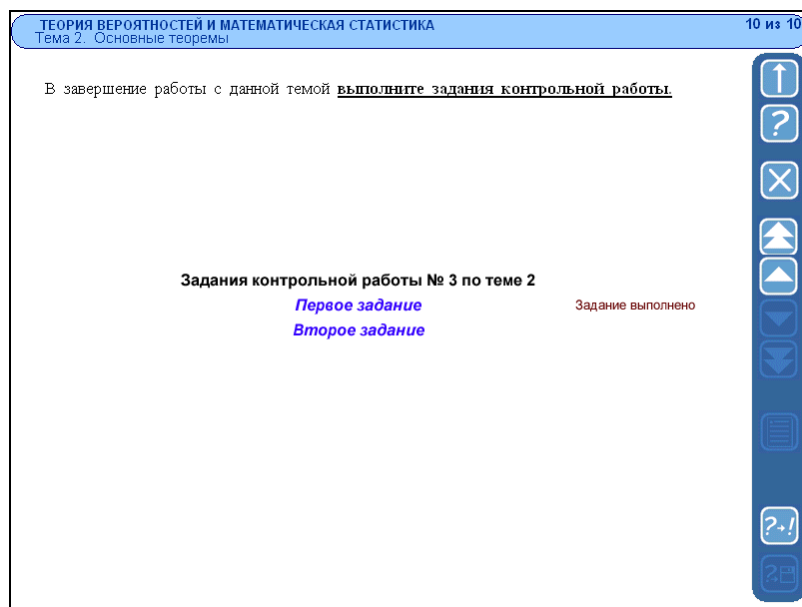 ТЕОРИЯ ВЕРОЯТНОСТЕЙ И МАТЕМАТИЧЕСКАЯ СТАТИСТИКА 10 из 10
Тема 2. Основные теоремы
В завершение работы с данной темой выполните задания контрольной работы.
Задания контрольной работы № 3 по теме 2
Первое задание Задание выполнено
Второе задание